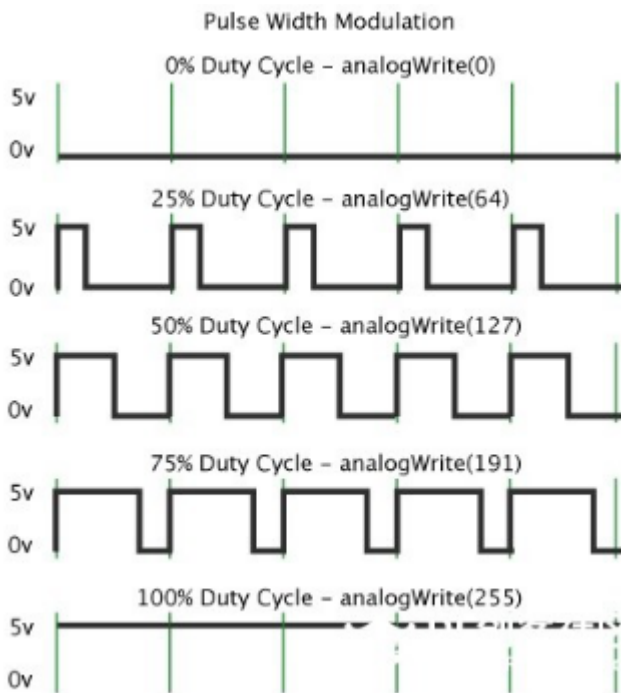 Pulse Width Modulation
0% Duty Cycle – analogWrite(0)
5v
0v
25% Duty Cycle – analogWrite(64)
5v
0v
50% Duty Cycle – analogWrite(127)
5v
0v
75% Duty Cycle – analogWrite(191)
5v
0v
100% Duty Cycle – analogWrite(255)
5v
0v